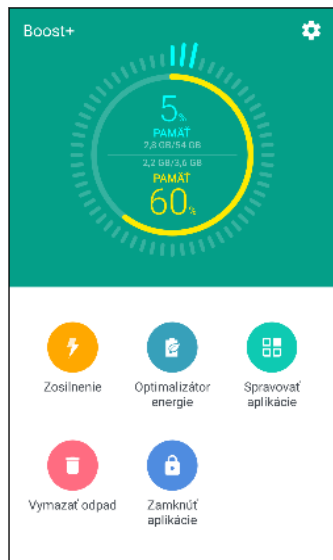 Boost+
5%
PAMÄŤ
2,8 GB/54 GB
2,2 GB/3,6 GB
PAMÄŤ
60%
Zosilnenie
Optimalizátor
energie
Spravovať
aplikácie
Vymazať odpad
Zamknúť
aplikácie